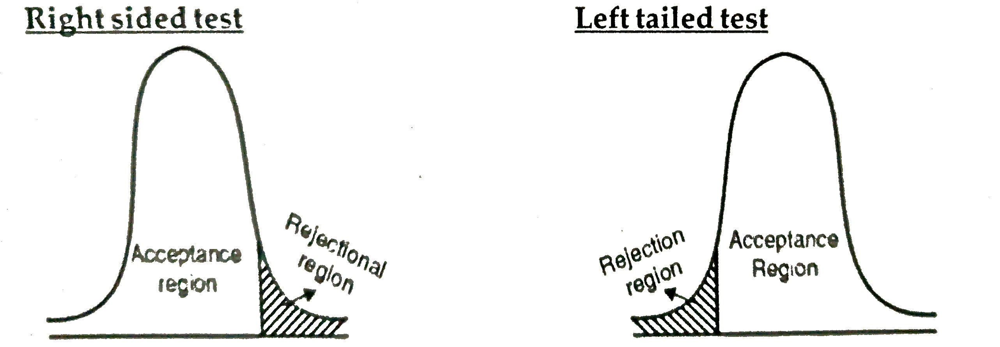 Right sided test
Left tailed test
Rejectional
region
Acceptance
region
Rejection
region
Acceptance
Region